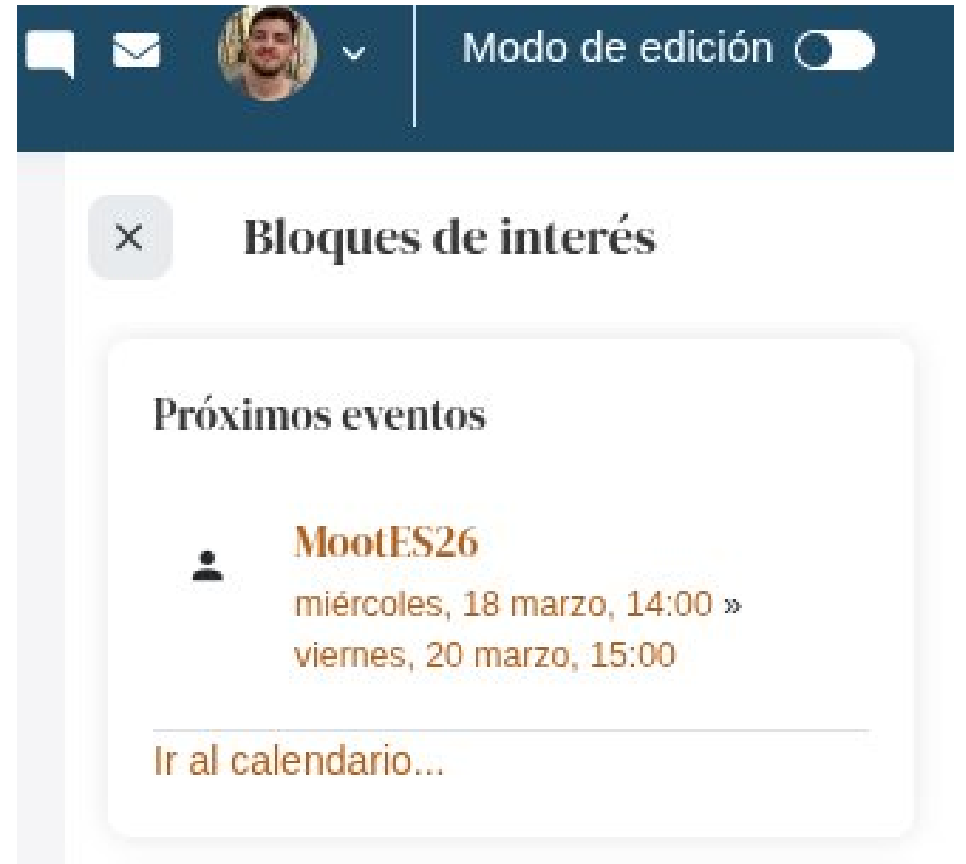 Modo de edición
Bloques de interés
Próximos eventos
MootES26
miércoles, 18 marzo, 14:00 »
viernes, 20 marzo, 15:00
Ir al calendario...